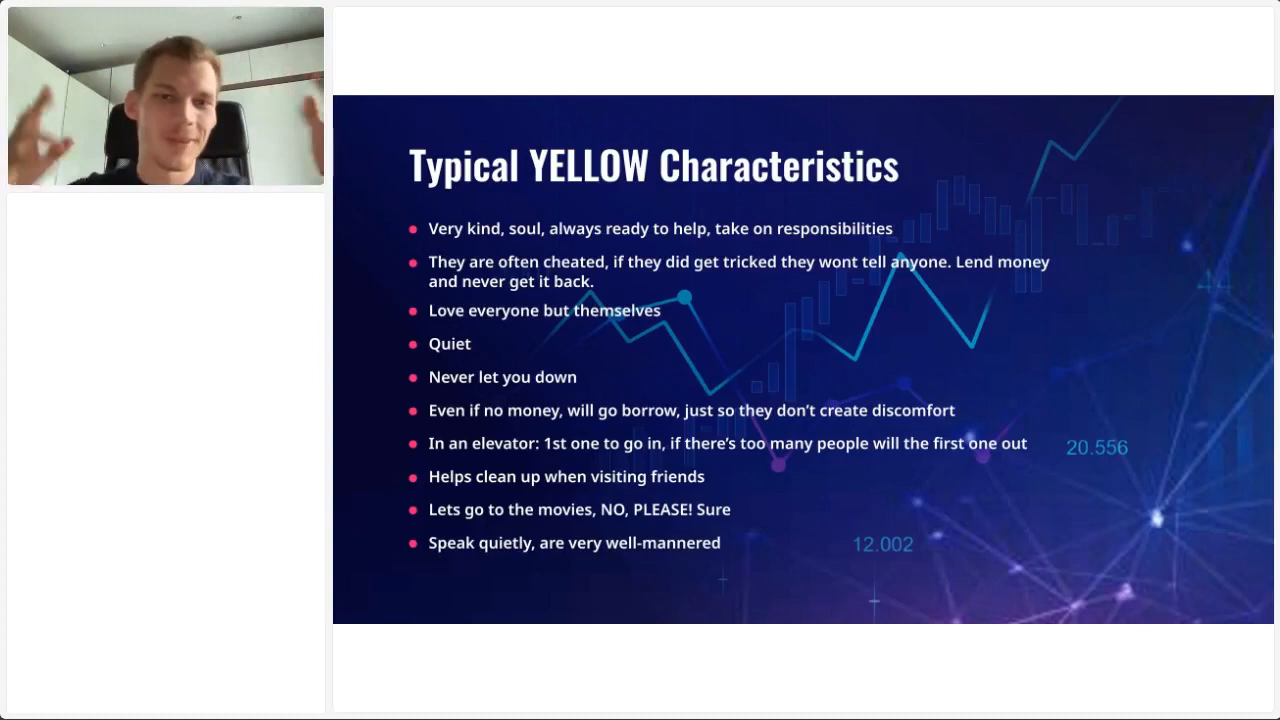 Typical YELLOW Characteristics
Very kind, soul, always ready to help, take on responsibilities
They are often cheated, if they did get tricked they wont tell anyone. Lend money
and never get it back.
Love everyone but themselves
Quiet
Never let you down
Even if no money, will go borrow, just so they don’t create discomfort
In an elevator: 1st one to go in, if there’s too many people will the first one out
Helps clean up when visiting friends
Lets go to the movies, NO, PLEASE! Sure
Speak quietly, are very well-mannered
20.556
12.002